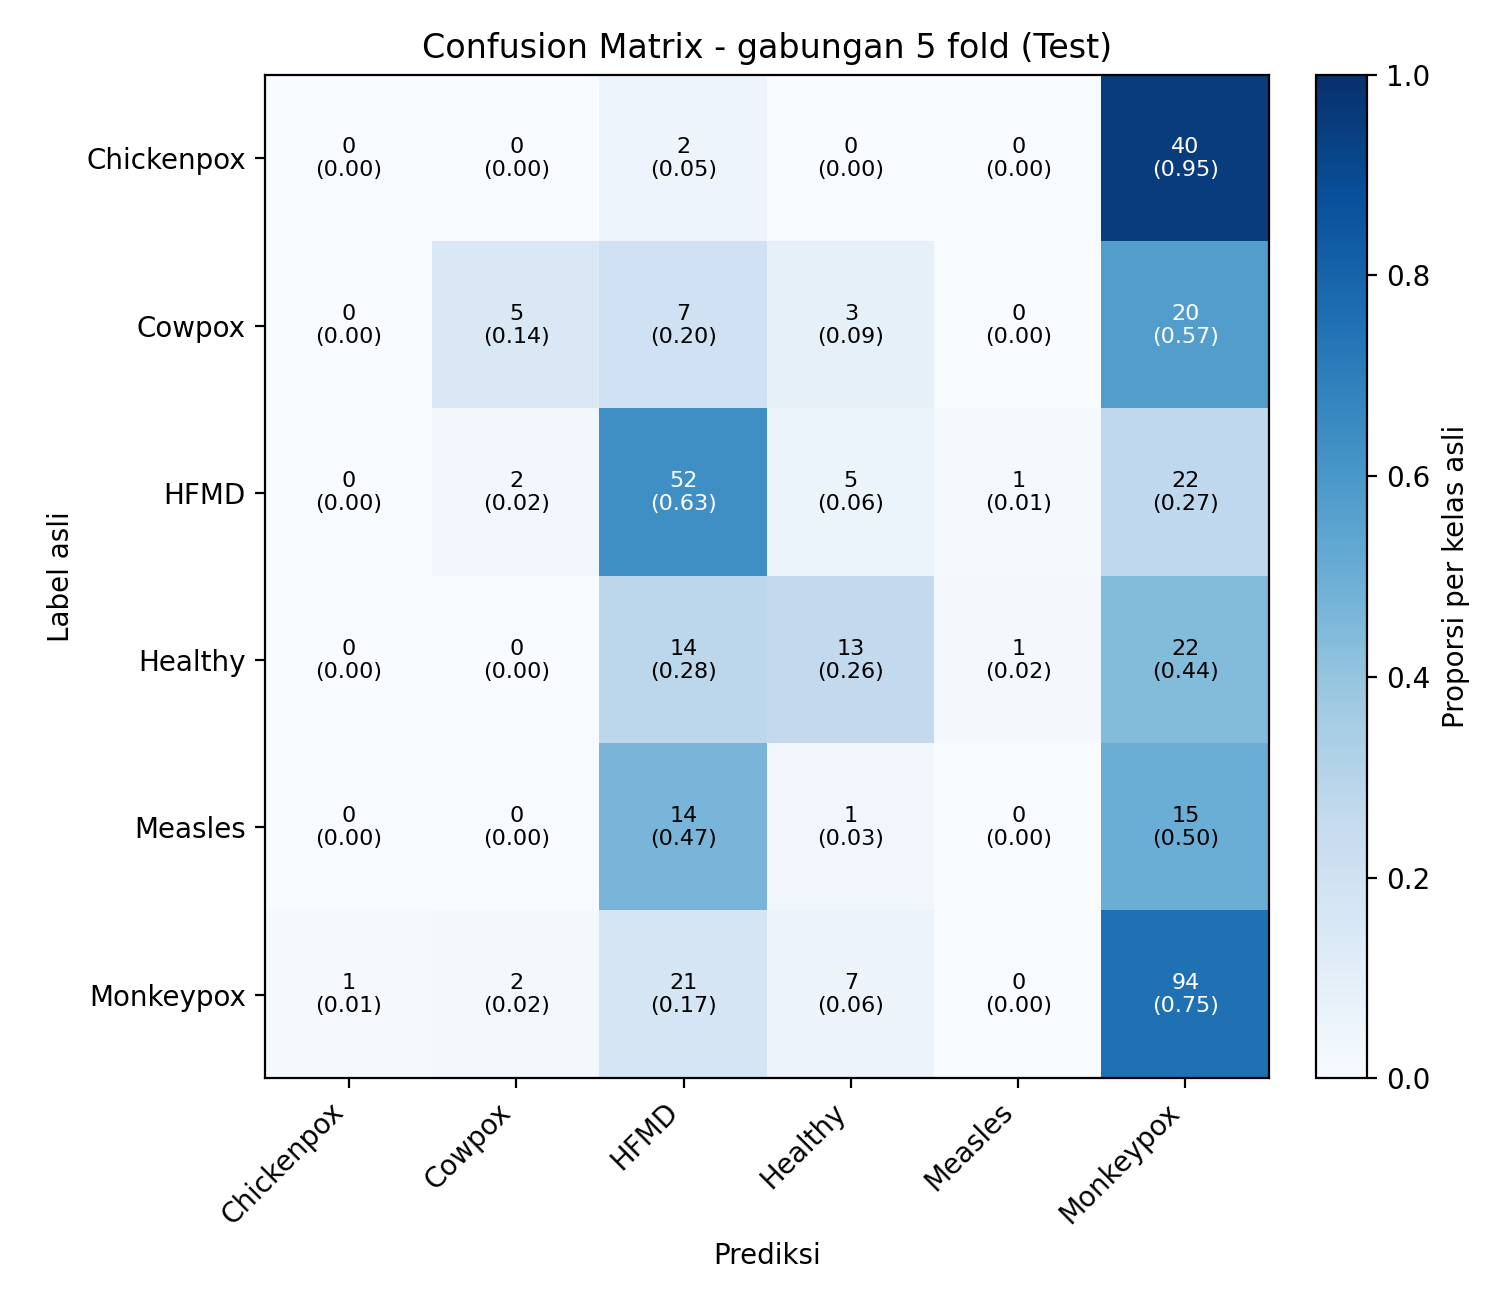 Confusion Matrix - gabungan 5 fold (Test)
Label asli
Chickenpox
0 0 2 0 0 40
(0.00) (0.00) (0.05) (0.00) (0.00) (0.95)
Cowpox
0 5 7 3 0 20
(0.00) (0.14) (0.20) (0.09) (0.00) (0.57)
HFMD
0 2 52 5 1 22
(0.00) (0.02) (0.63) (0.06) (0.01) (0.27)
Healthy
0 0 14 13 1 22
(0.00) (0.00) (0.28) (0.26) (0.02) (0.44)
Measles
0 0 14 1 0 15
(0.00) (0.00) (0.47) (0.03) (0.00) (0.50)
Monkeypox
1 2 21 7 0 94
(0.01) (0.02) (0.17) (0.06) (0.00) (0.75)
Chickenpox
Cowpox
HFMD
Healthy
Measles
Monkeypox
Prediksi
1.0
0.8
0.6
0.4
0.2
0.0
Proporsi per kelas asli